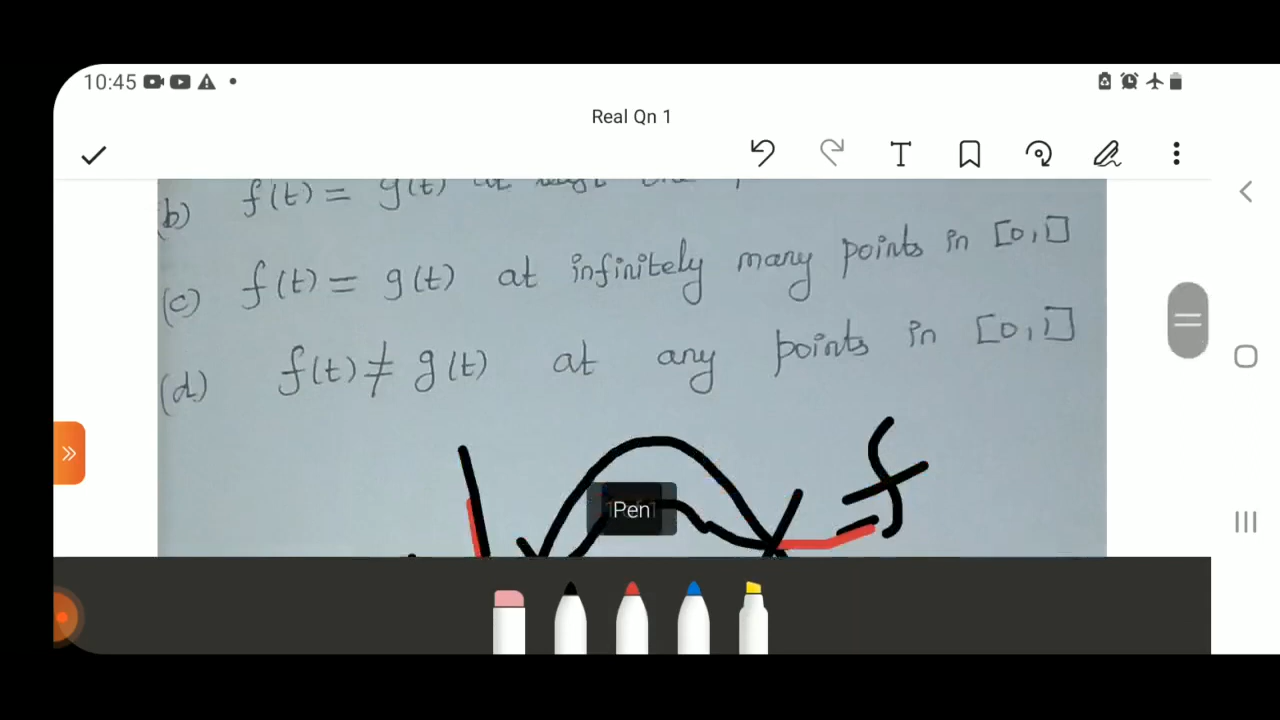 10:45
Real Qn 1
(b) f(t) = g(t) at
(c) f(t) = g(t) at infinitely many points in [0,1]
(d) f(t) ≠ g(t) at any points in [0,1]
f
Pen